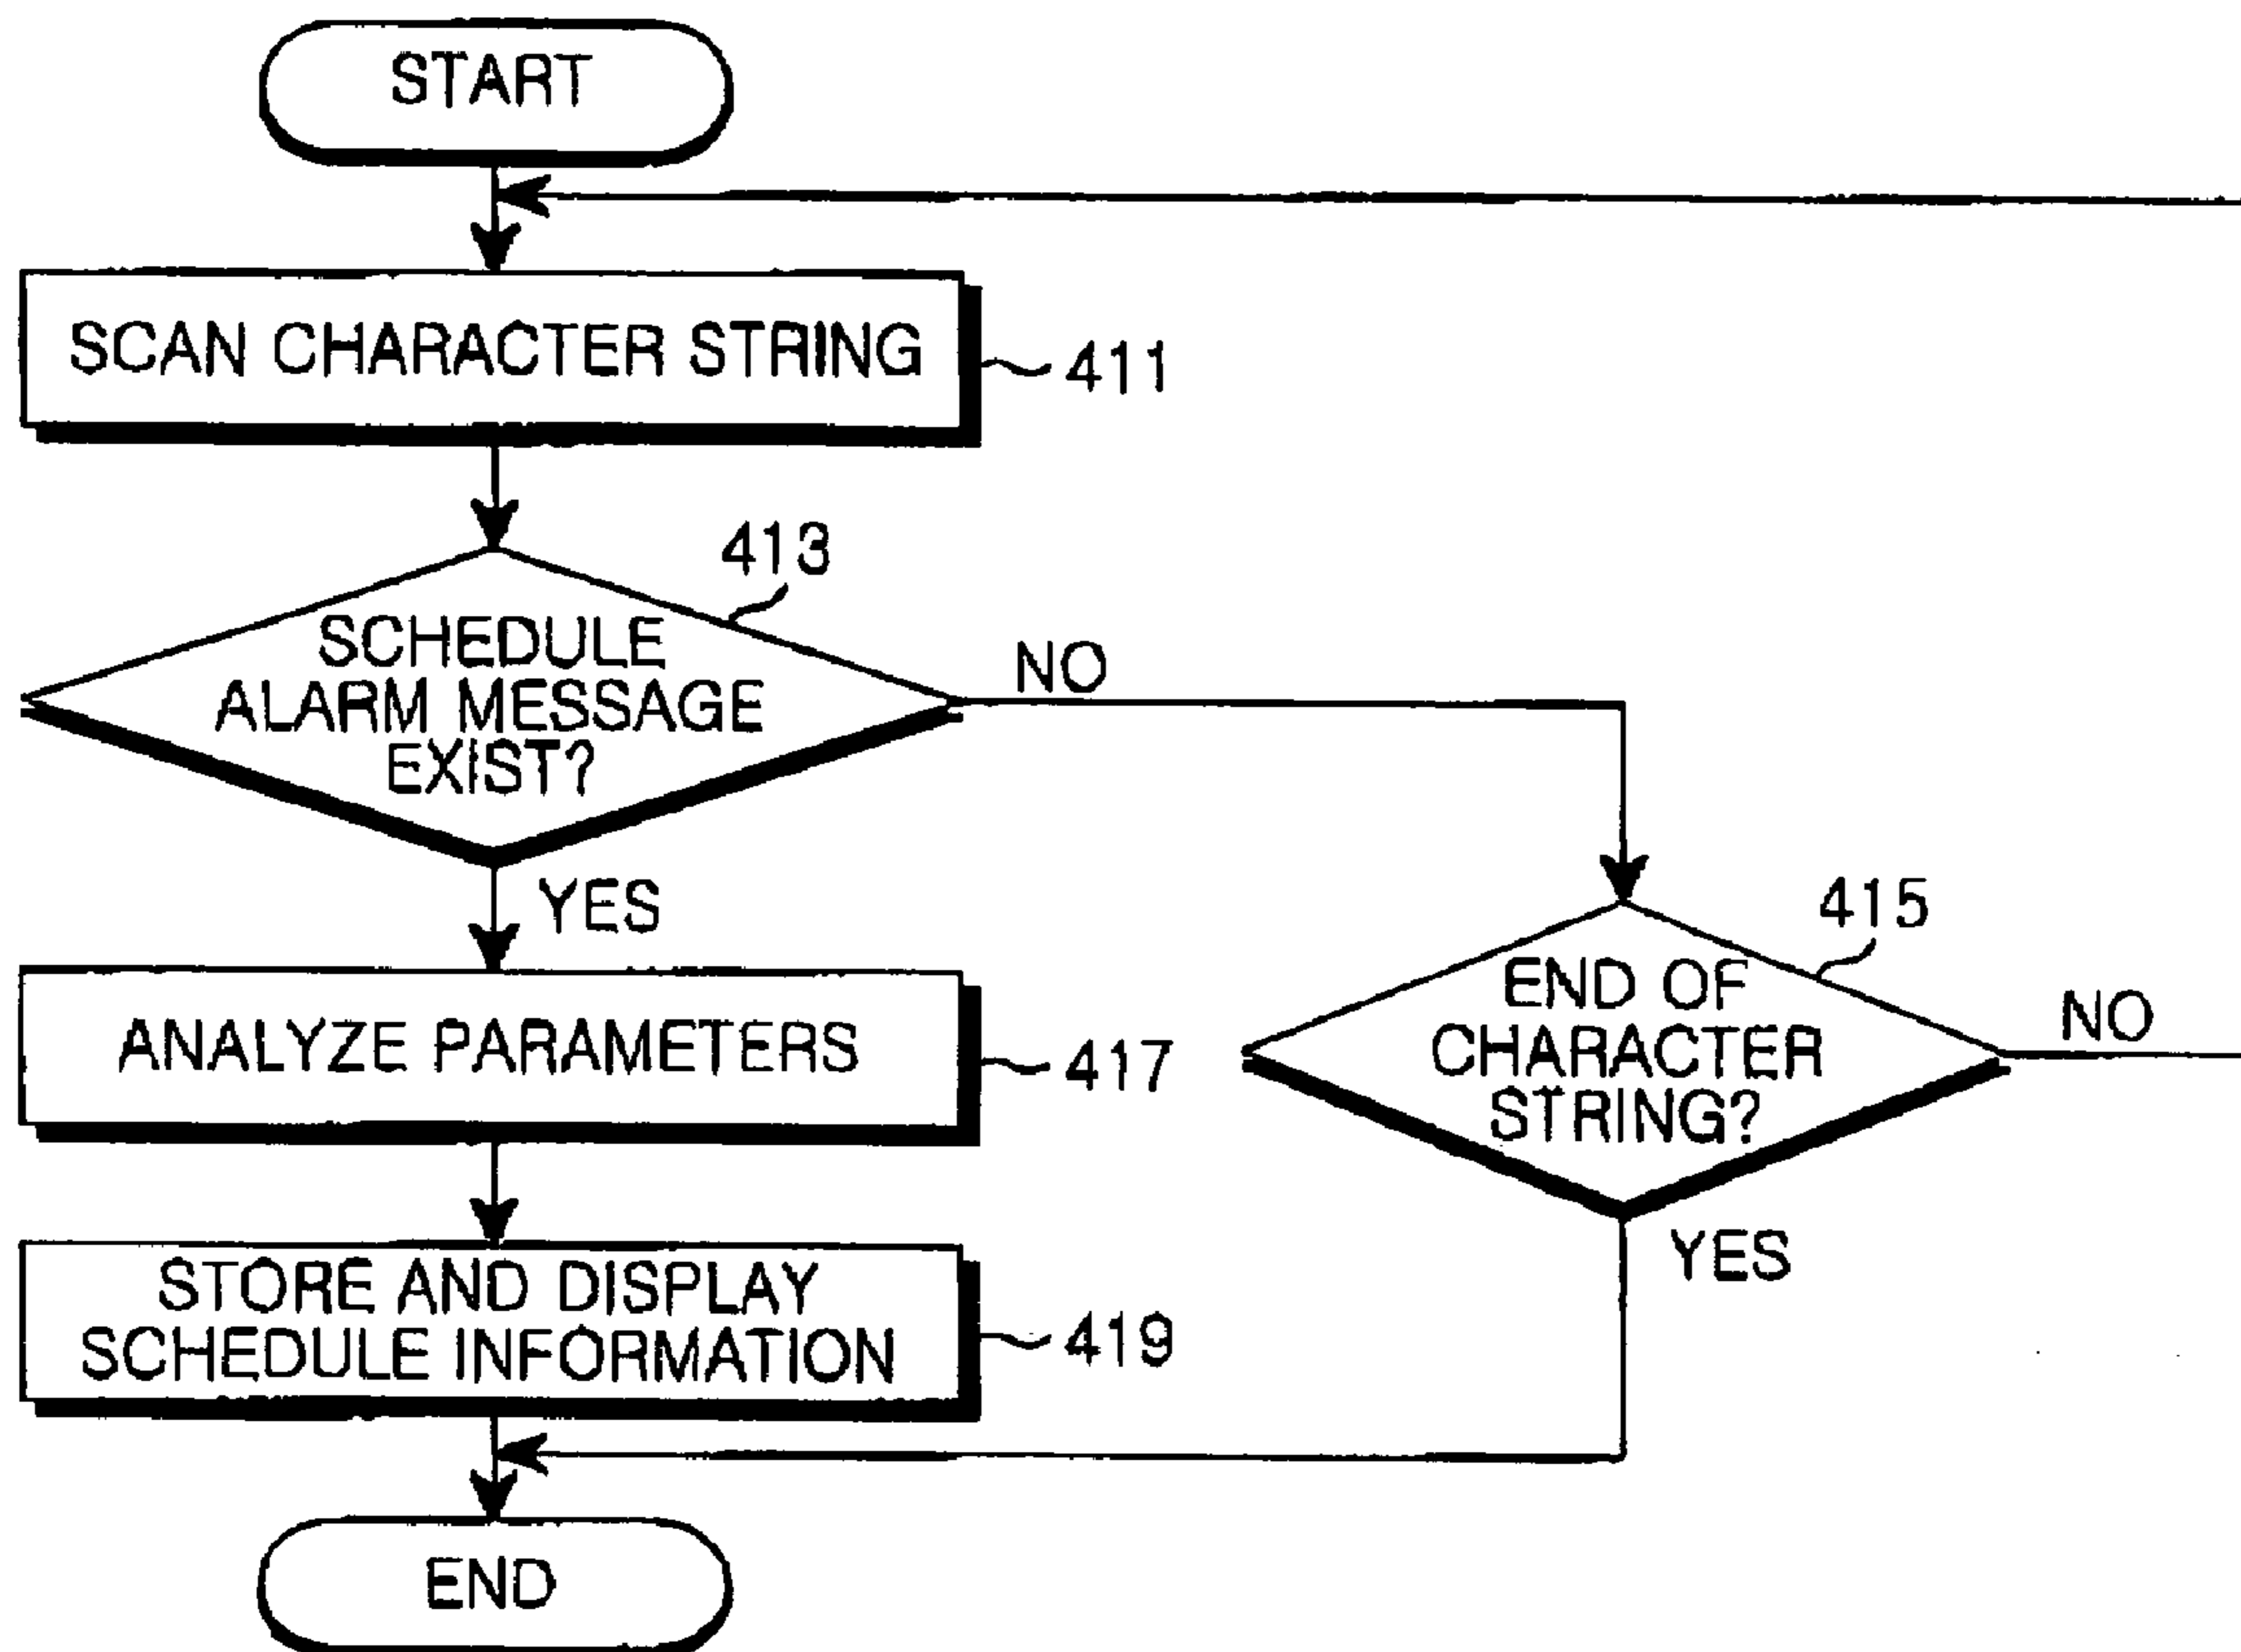 START
SCAN CHARACTER STRING
411
413
SCHEDULE
ALARM MESSAGE
EXIST?
NO
YES
415
END OF
CHARACTER
STRING?
NO
YES
ANALYZE PARAMETERS
417
STORE AND DISPLAY
SCHEDULE INFORMATION
419
END